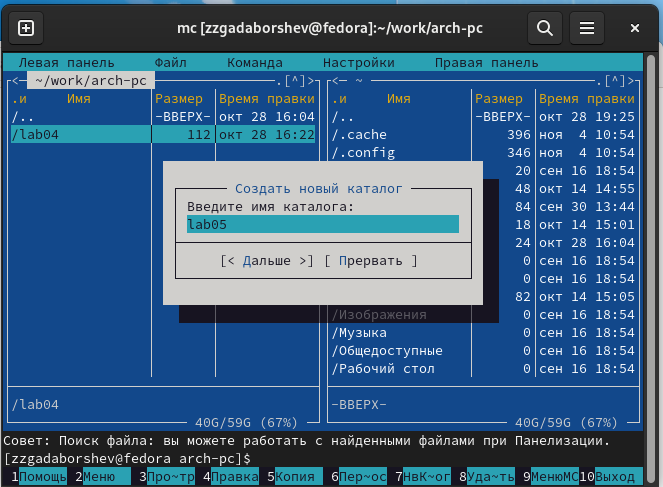 mc [zzgadaborshev@fedora]:~/work/arch-pc
Левая панель Файл Команда Настройки Правая панель
<─ ~/work/arch-pc .[^]> <─ ~ .[^]>
.и Имя Размер Время правки .и Имя Размер Время правки
/.. -ВВЕРХ- окт 28 16:04 /.. -ВВЕРХ- окт 28 19:25
/lab04 112 окт 28 16:22 /.cache 396 ноя 4 10:54
/.config 346 ноя 4 10:54
20 сен 16 18:54
Создать новый каталог 48 окт 14 14:55
Введите имя каталога: 84 сен 30 13:44
lab05 18 окт 14 15:01
24 окт 28 16:04
[< Дальше >] [ Прервать ] 0 сен 16 18:54
0 сен 16 18:54
82 окт 14 15:05
/Изображения 0 сен 16 18:54
/Музыка 0 сен 16 18:54
/Общедоступные 0 сен 16 18:54
/Рабочий стол 0 сен 16 18:54
/lab04 -ВВЕРХ-
40G/59G (67%) 40G/59G (67%)
Совет: Поиск файла: вы можете работать с найденными файлами при Панелизации.
[zzgadaborshev@fedora arch-pc]$
1Помощь 2Меню 3Про~тр 4Правка 5Копия 6Пер~ос 7НвК~ог 8Уда~ть 9МенюMC 10Выход